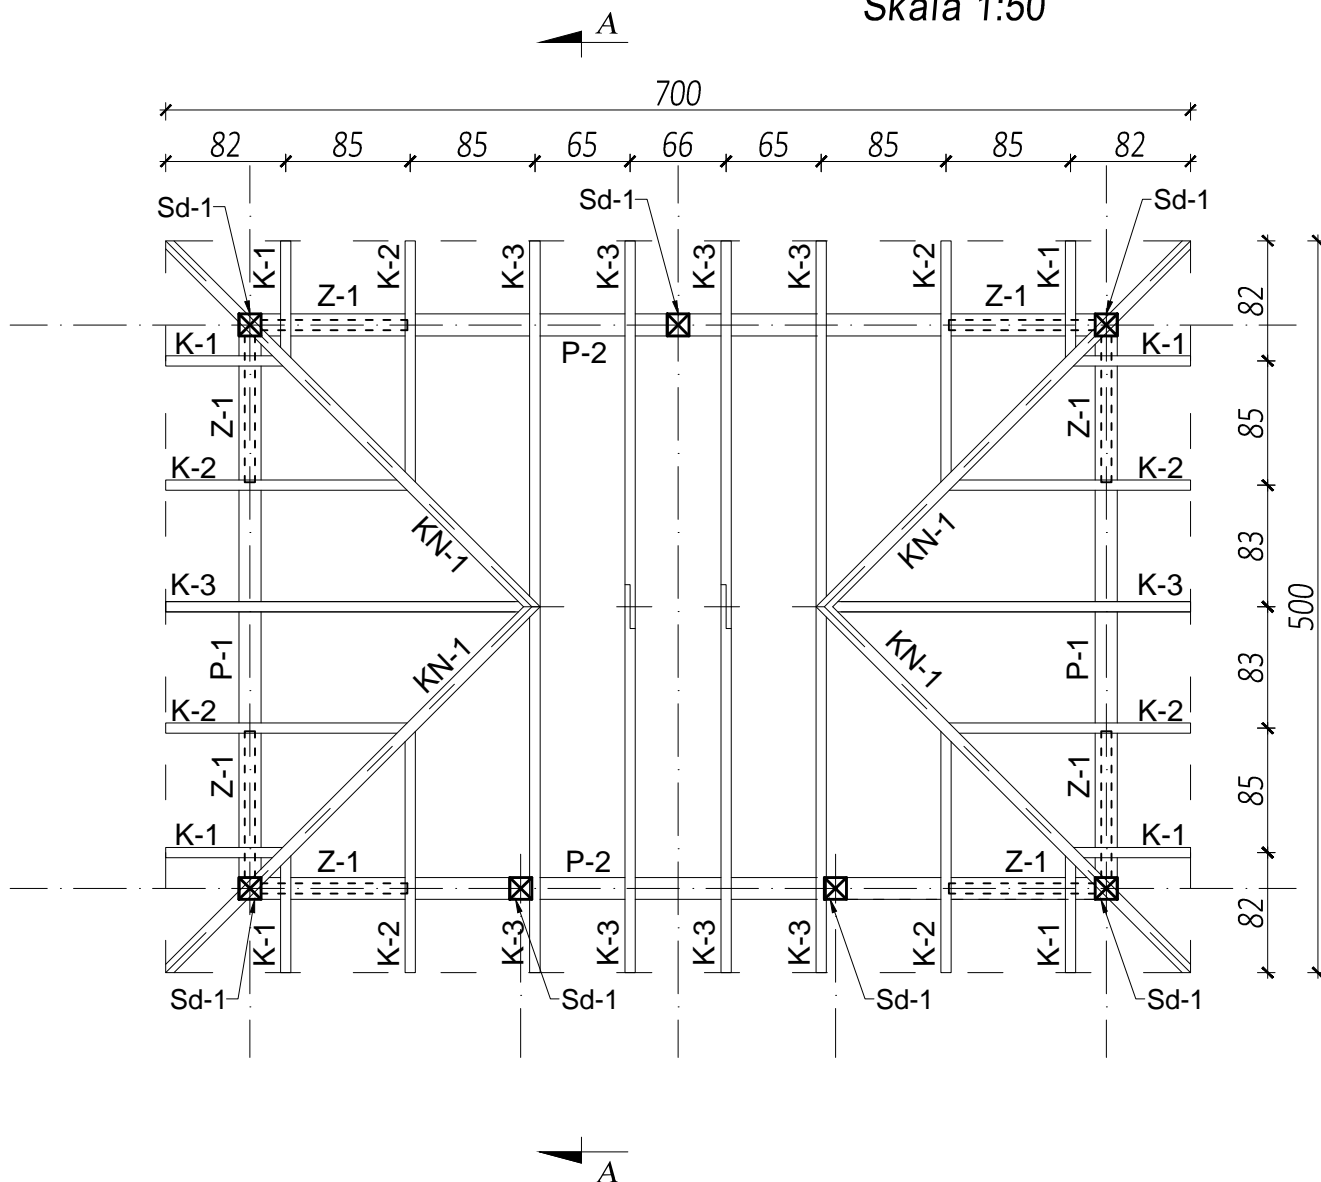 Skala 1:50
A
700
82 85 85 65 66 65 85 85 82
Sd-1 Sd-1 Sd-1
K-1 K-2 K-3 K-3 K-3 K-3 K-2 K-1
Z-1 Z-1
82
K-1 P-2 K-1
Z-1 Z-1
85
K-2 K-2
KN-1 KN-1
83
K-3 K-3
500
P-1 KN-1 KN-1 P-1
83
K-2 K-2
Z-1 Z-1
85
K-1 K-1
Z-1 P-2 Z-1
82
K-1 K-2 K-3 K-3 K-3 K-3 K-2 K-1
Sd-1 Sd-1 Sd-1 Sd-1
A